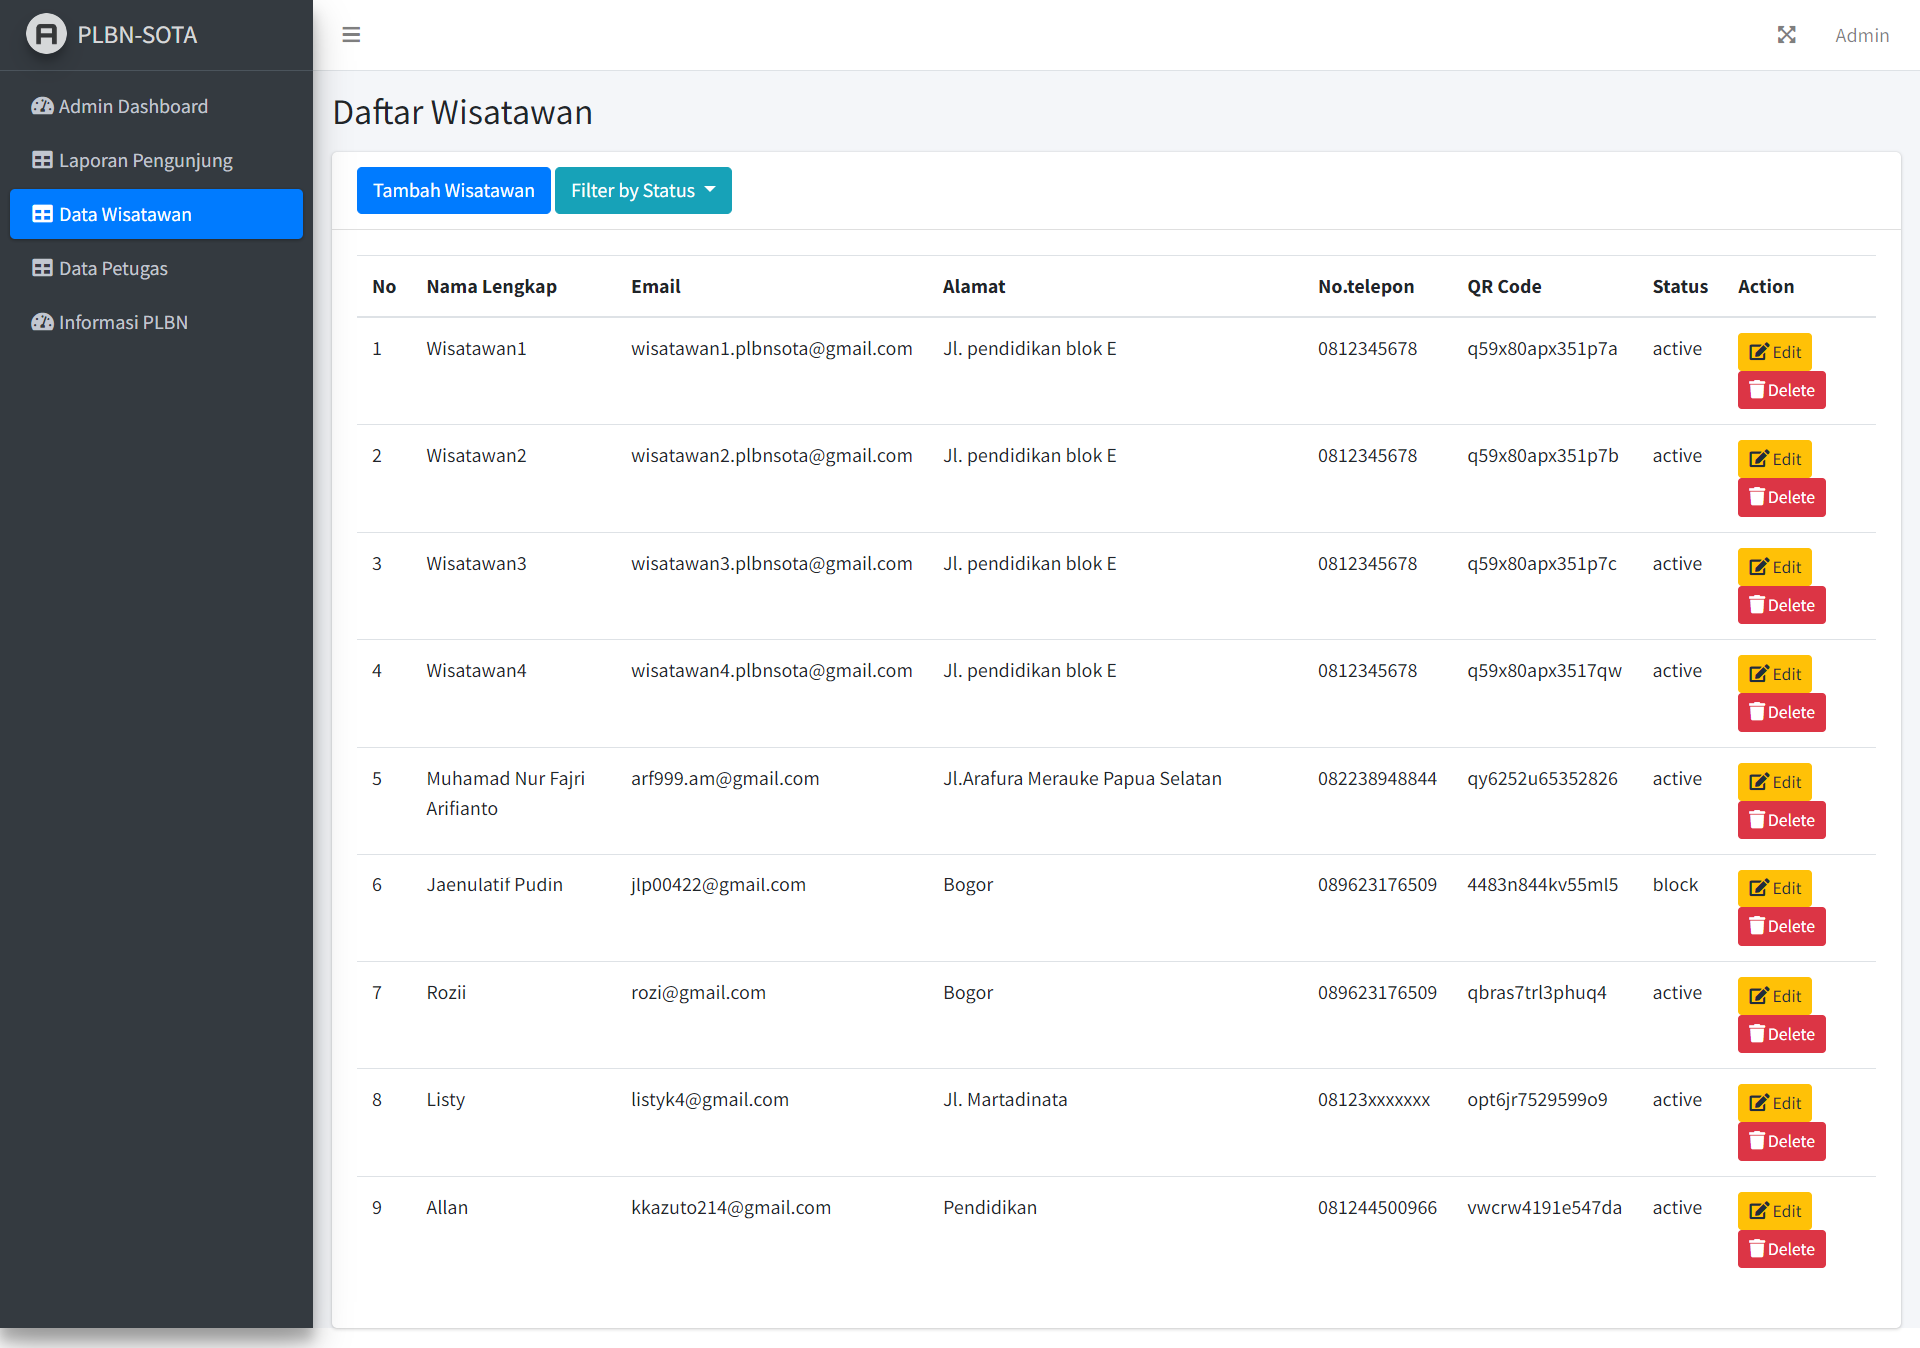 PLBN-SOTA
Admin
Admin Dashboard
Laporan Pengunjung
Data Wisatawan
Data Petugas
Informasi PLBN
Daftar Wisatawan
Tambah Wisatawan Filter by Status
No Nama Lengkap Email Alamat No.telepon QR Code Status Action
1 Wisatawan1 wisatawan1.plbnsota@gmail.com Jl. pendidikan blok E 0812345678 q59x80apx351p7a active Edit
Delete
2 Wisatawan2 wisatawan2.plbnsota@gmail.com Jl. pendidikan blok E 0812345678 q59x80apx351p7b active Edit
Delete
3 Wisatawan3 wisatawan3.plbnsota@gmail.com Jl. pendidikan blok E 0812345678 q59x80apx351p7c active Edit
Delete
4 Wisatawan4 wisatawan4.plbnsota@gmail.com Jl. pendidikan blok E 0812345678 q59x80apx3517qw active Edit
Delete
5 Muhamad Nur Fajri arf999.am@gmail.com Jl.Arafura Merauke Papua Selatan 082238948844 qy6252u65352826 active Edit
Arifianto Delete
6 Jaenulatif Pudin jlp00422@gmail.com Bogor 089623176509 4483n844kv55ml5 block Edit
Delete
7 Rozii rozi@gmail.com Bogor 089623176509 qbras7trl3phuq4 active Edit
Delete
8 Listy listyk4@gmail.com Jl. Martadinata 08123xxxxxxx opt6jr7529599o9 active Edit
Delete
9 Allan kkazuto214@gmail.com Pendidikan 081244500966 vwcrw4191e547da active Edit
Delete